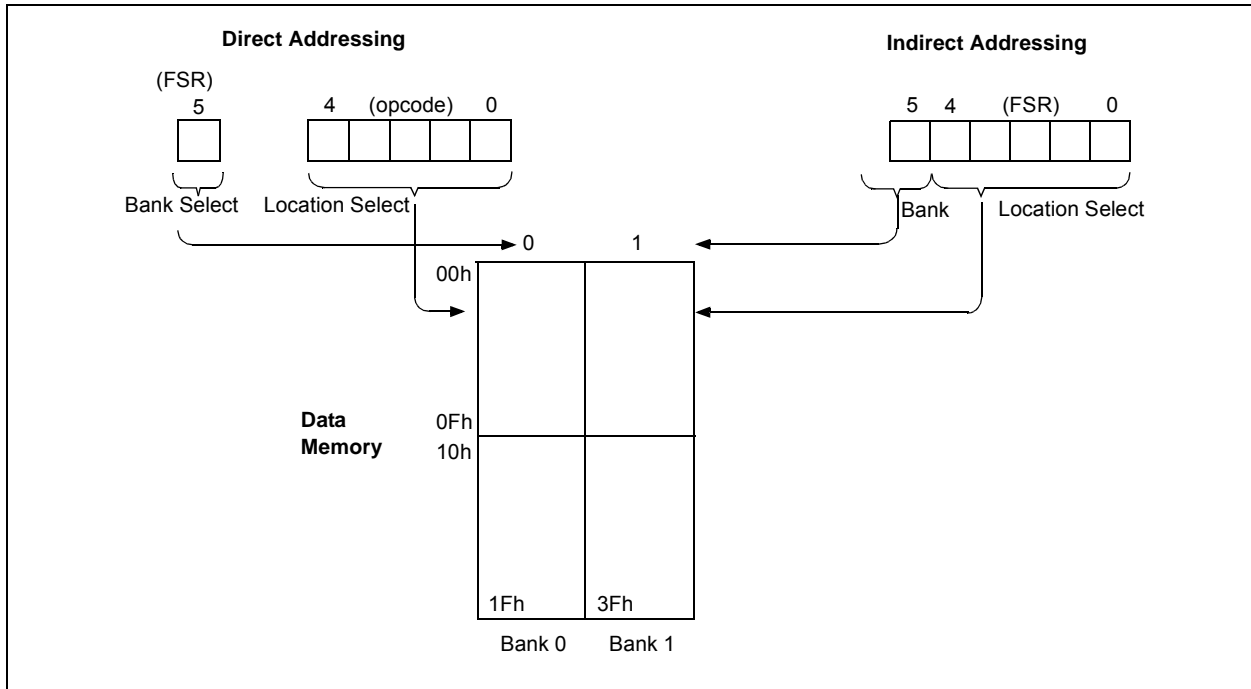 Direct Addressing
Indirect Addressing
(FSR)
5
4 (opcode) 0
5 4 (FSR) 0
Bank Select
Location Select
Bank
Location Select
0 1
00h
Data
Memory
0Fh
10h
1Fh
3Fh
Bank 0
Bank 1